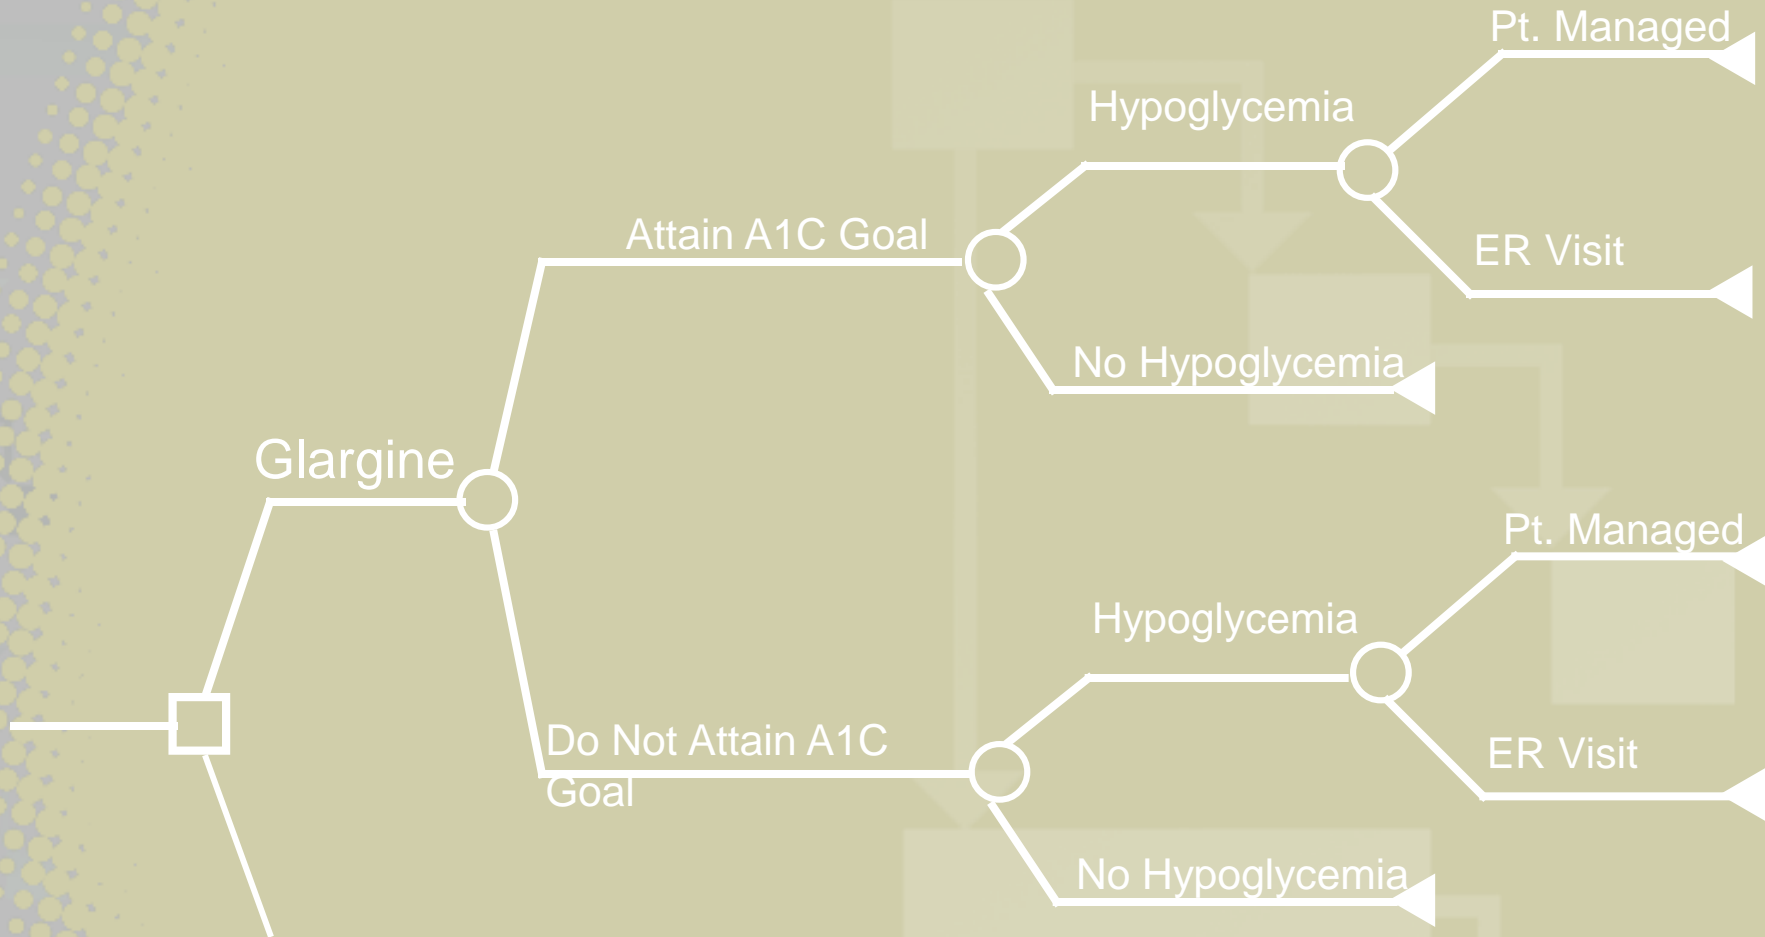 Pt. Managed
Hypoglycemia
Attain A1C Goal
ER Visit
No Hypoglycemia
Glargine
Pt. Managed
Hypoglycemia
Do Not Attain A1C
Goal
ER Visit
No Hypoglycemia